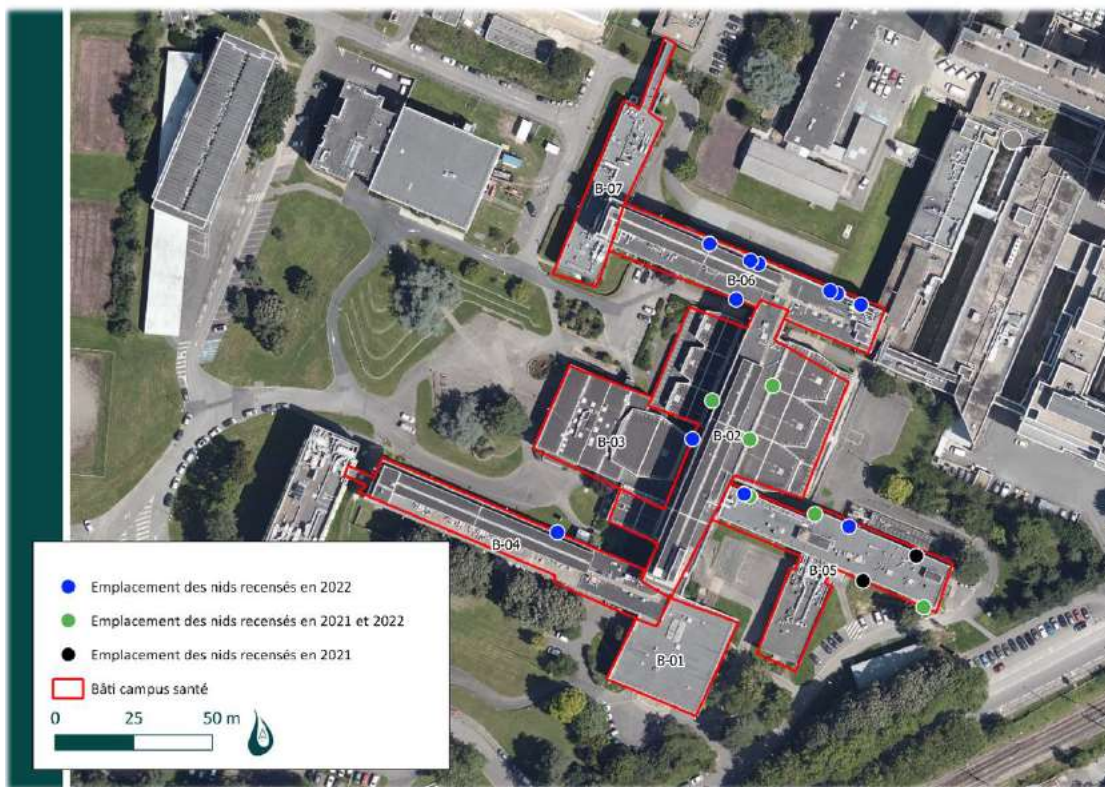 B-07
B-06
B-02
B-03
B-04
B-05
B-01
Emplacement des nids recensés en 2022
Emplacement des nids recensés en 2021 et 2022
Emplacement des nids recensés en 2021
Bâti campus santé
0 25 50 m